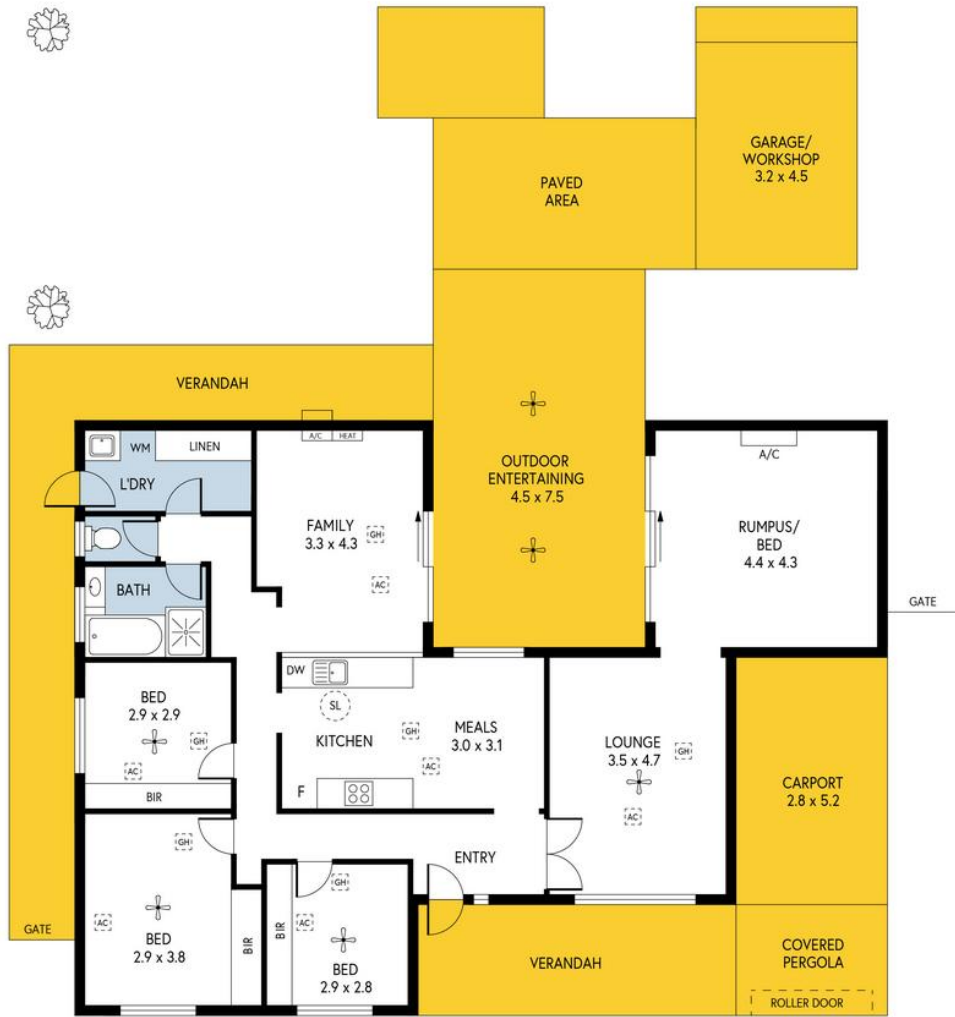 GARAGE/
WORKSHOP
3.2 x 4.5
PAVED
AREA
VERANDAH
A/C HEAT
WM LINEN
L'DRY
OUTDOOR
ENTERTAINING
4.5 x 7.5
A/C
RUMPUS/
BED
4.4 x 4.3
FAMILY
3.3 x 4.3
GH
AC
BATH
GATE
DW
SL
KITCHEN
GH
MEALS
3.0 x 3.1
AC
F
BED
2.9 x 2.9
GH
AC
BIR
LOUNGE
3.5 x 4.7
GH
AC
CARPORT
2.8 x 5.2
GH
AC
BED
2.9 x 3.8
BIR
ENTRY
GH
AC
BIR
BED
2.9 x 2.8
GATE
VERANDAH
COVERED
PERGOLA
ROLLER DOOR